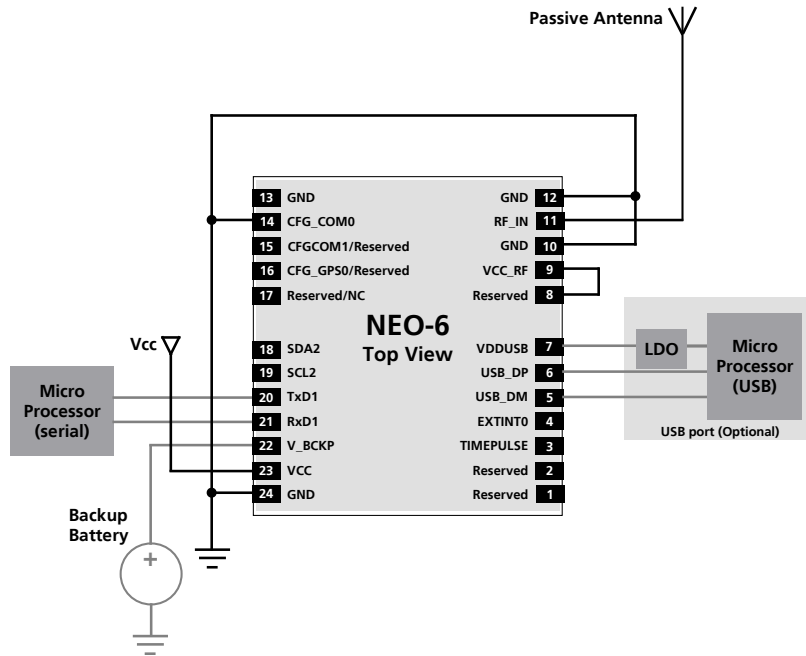 Passive Antenna
13 GND
GND 12
14 CFG_COM0
RF_IN 11
15 CFGCOM1/Reserved
GND 10
16 CFG_GPS0/Reserved
VCC_RF 9
17 Reserved/NC
Reserved 8
NEO-6
Top View
Vcc
18 SDA2
VDDUSB 7
19 SCL2
USB_DP 6
20 TxD1
USB_DM 5
21 RxD1
EXTINT0 4
22 V_BCKP
TIMEPULSE 3
23 VCC
Reserved 2
24 GND
Reserved 1
LDO
Micro
Processor
(USB)
USB port (Optional)
Micro
Processor
(serial)
Backup
Battery
+